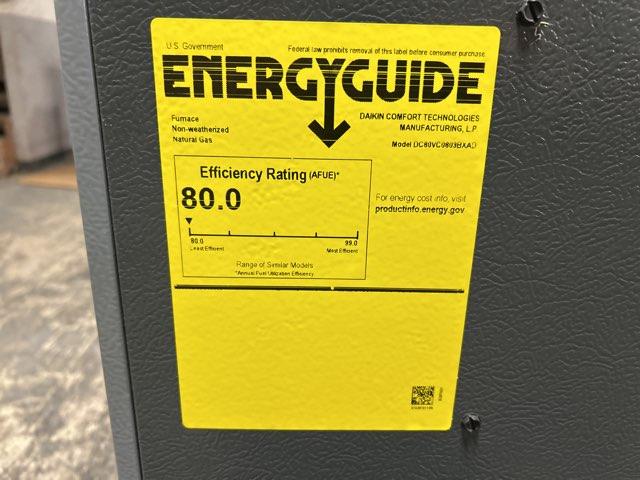 U.S. Government
Federal law prohibits removal of this label before consumer purchase.
ENERGYGUIDE
Furnace
Non-weatherized
Natural Gas
DAIKIN COMFORT TECHNOLOGIES
MANUFACTURING, L.P.
Model DC80VC0803BXAD
Efficiency Rating (AFUE)*
80.0
80.0
99.0
Least Efficient
Most Efficient
Range of Similar Models
*Annual Fuel Utilization Efficiency
For energy cost info, visit
productinfo.energy.gov